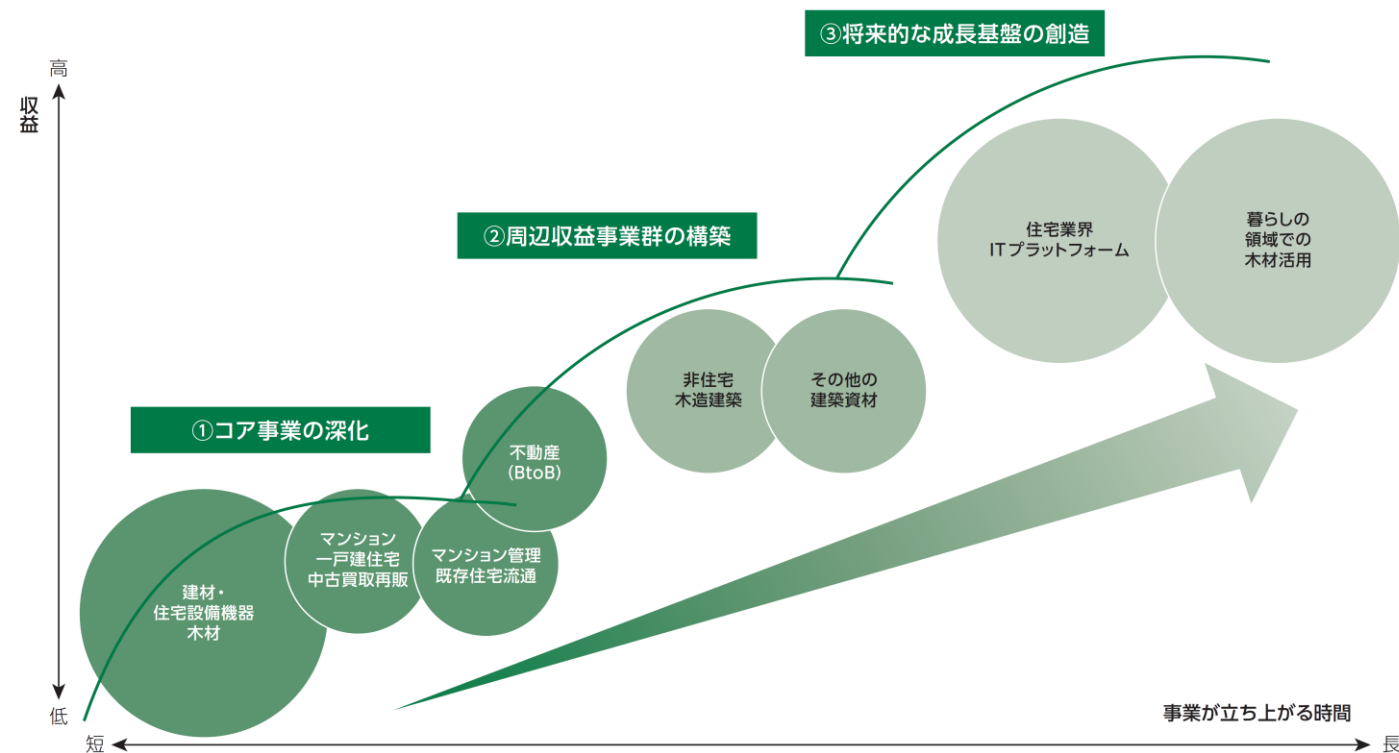 ③将来的な成長基盤の創造
高
収益
住宅業界
ITプラットフォーム
暮らしの
領域での
木材活用
②周辺収益事業群の構築
非住宅
木造建築
その他の
建築資材
①コア事業の深化
不動産
(BtoB)
マンション
一戸建住宅
中古買取再販
マンション管理
既存住宅流通
建材・
住宅設備機器
木材
低
事業が立ち上がる時間
短
長